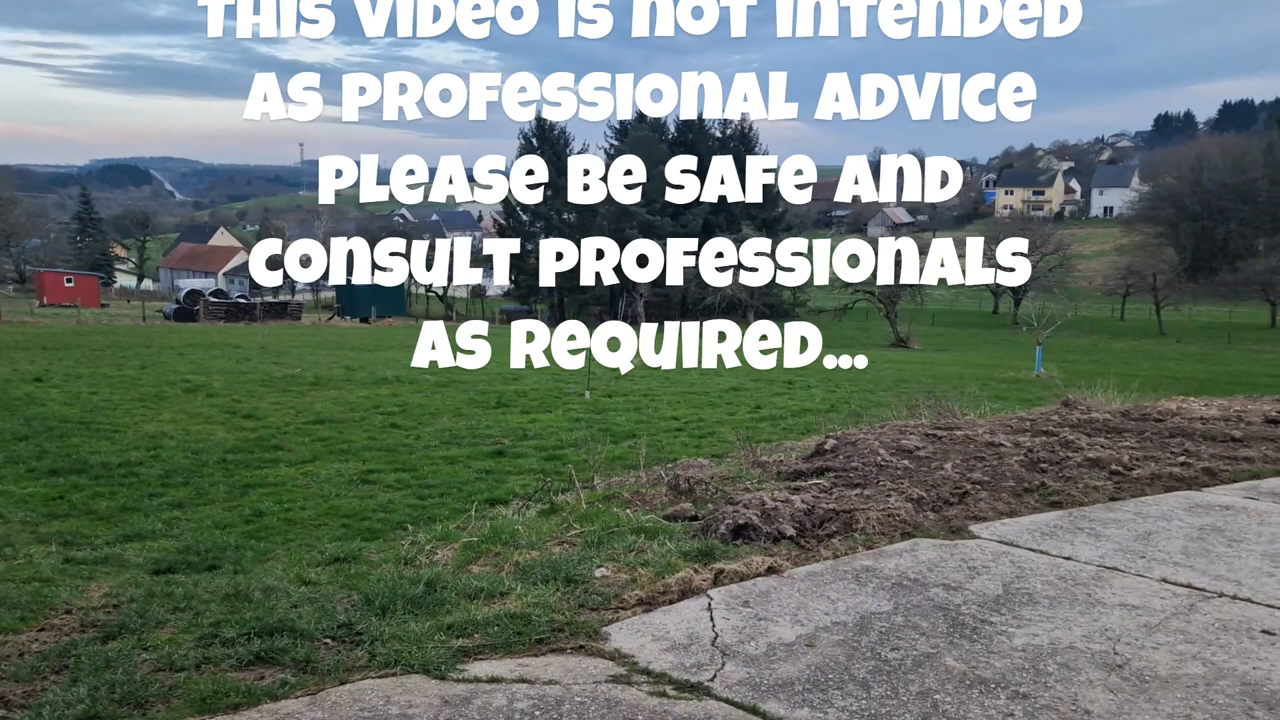 THIS VIDEO IS NOT INTENDED
AS PROFESSIONAL ADVICE
PLEASE BE SAFE AND
CONSULT PROFESSIONALS
AS REQUIRED...